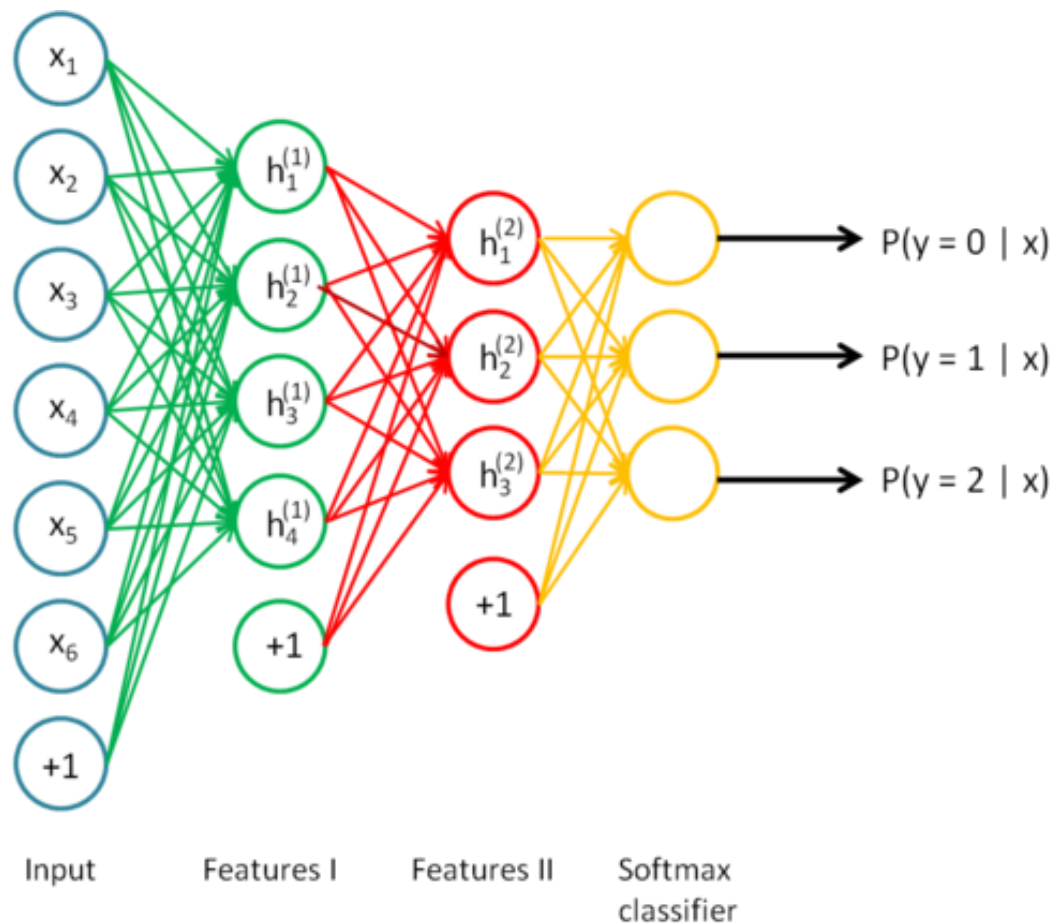 x₁
x₂
x₃
x₄
x₅
x₆
+1
h₁⁽¹⁾
h₂⁽¹⁾
h₃⁽¹⁾
h₄⁽¹⁾
+1
h₁⁽²⁾
h₂⁽²⁾
h₃⁽²⁾
+1
P(y = 0 | x)
P(y = 1 | x)
P(y = 2 | x)
Input
Features I
Features II
Softmax
classifier